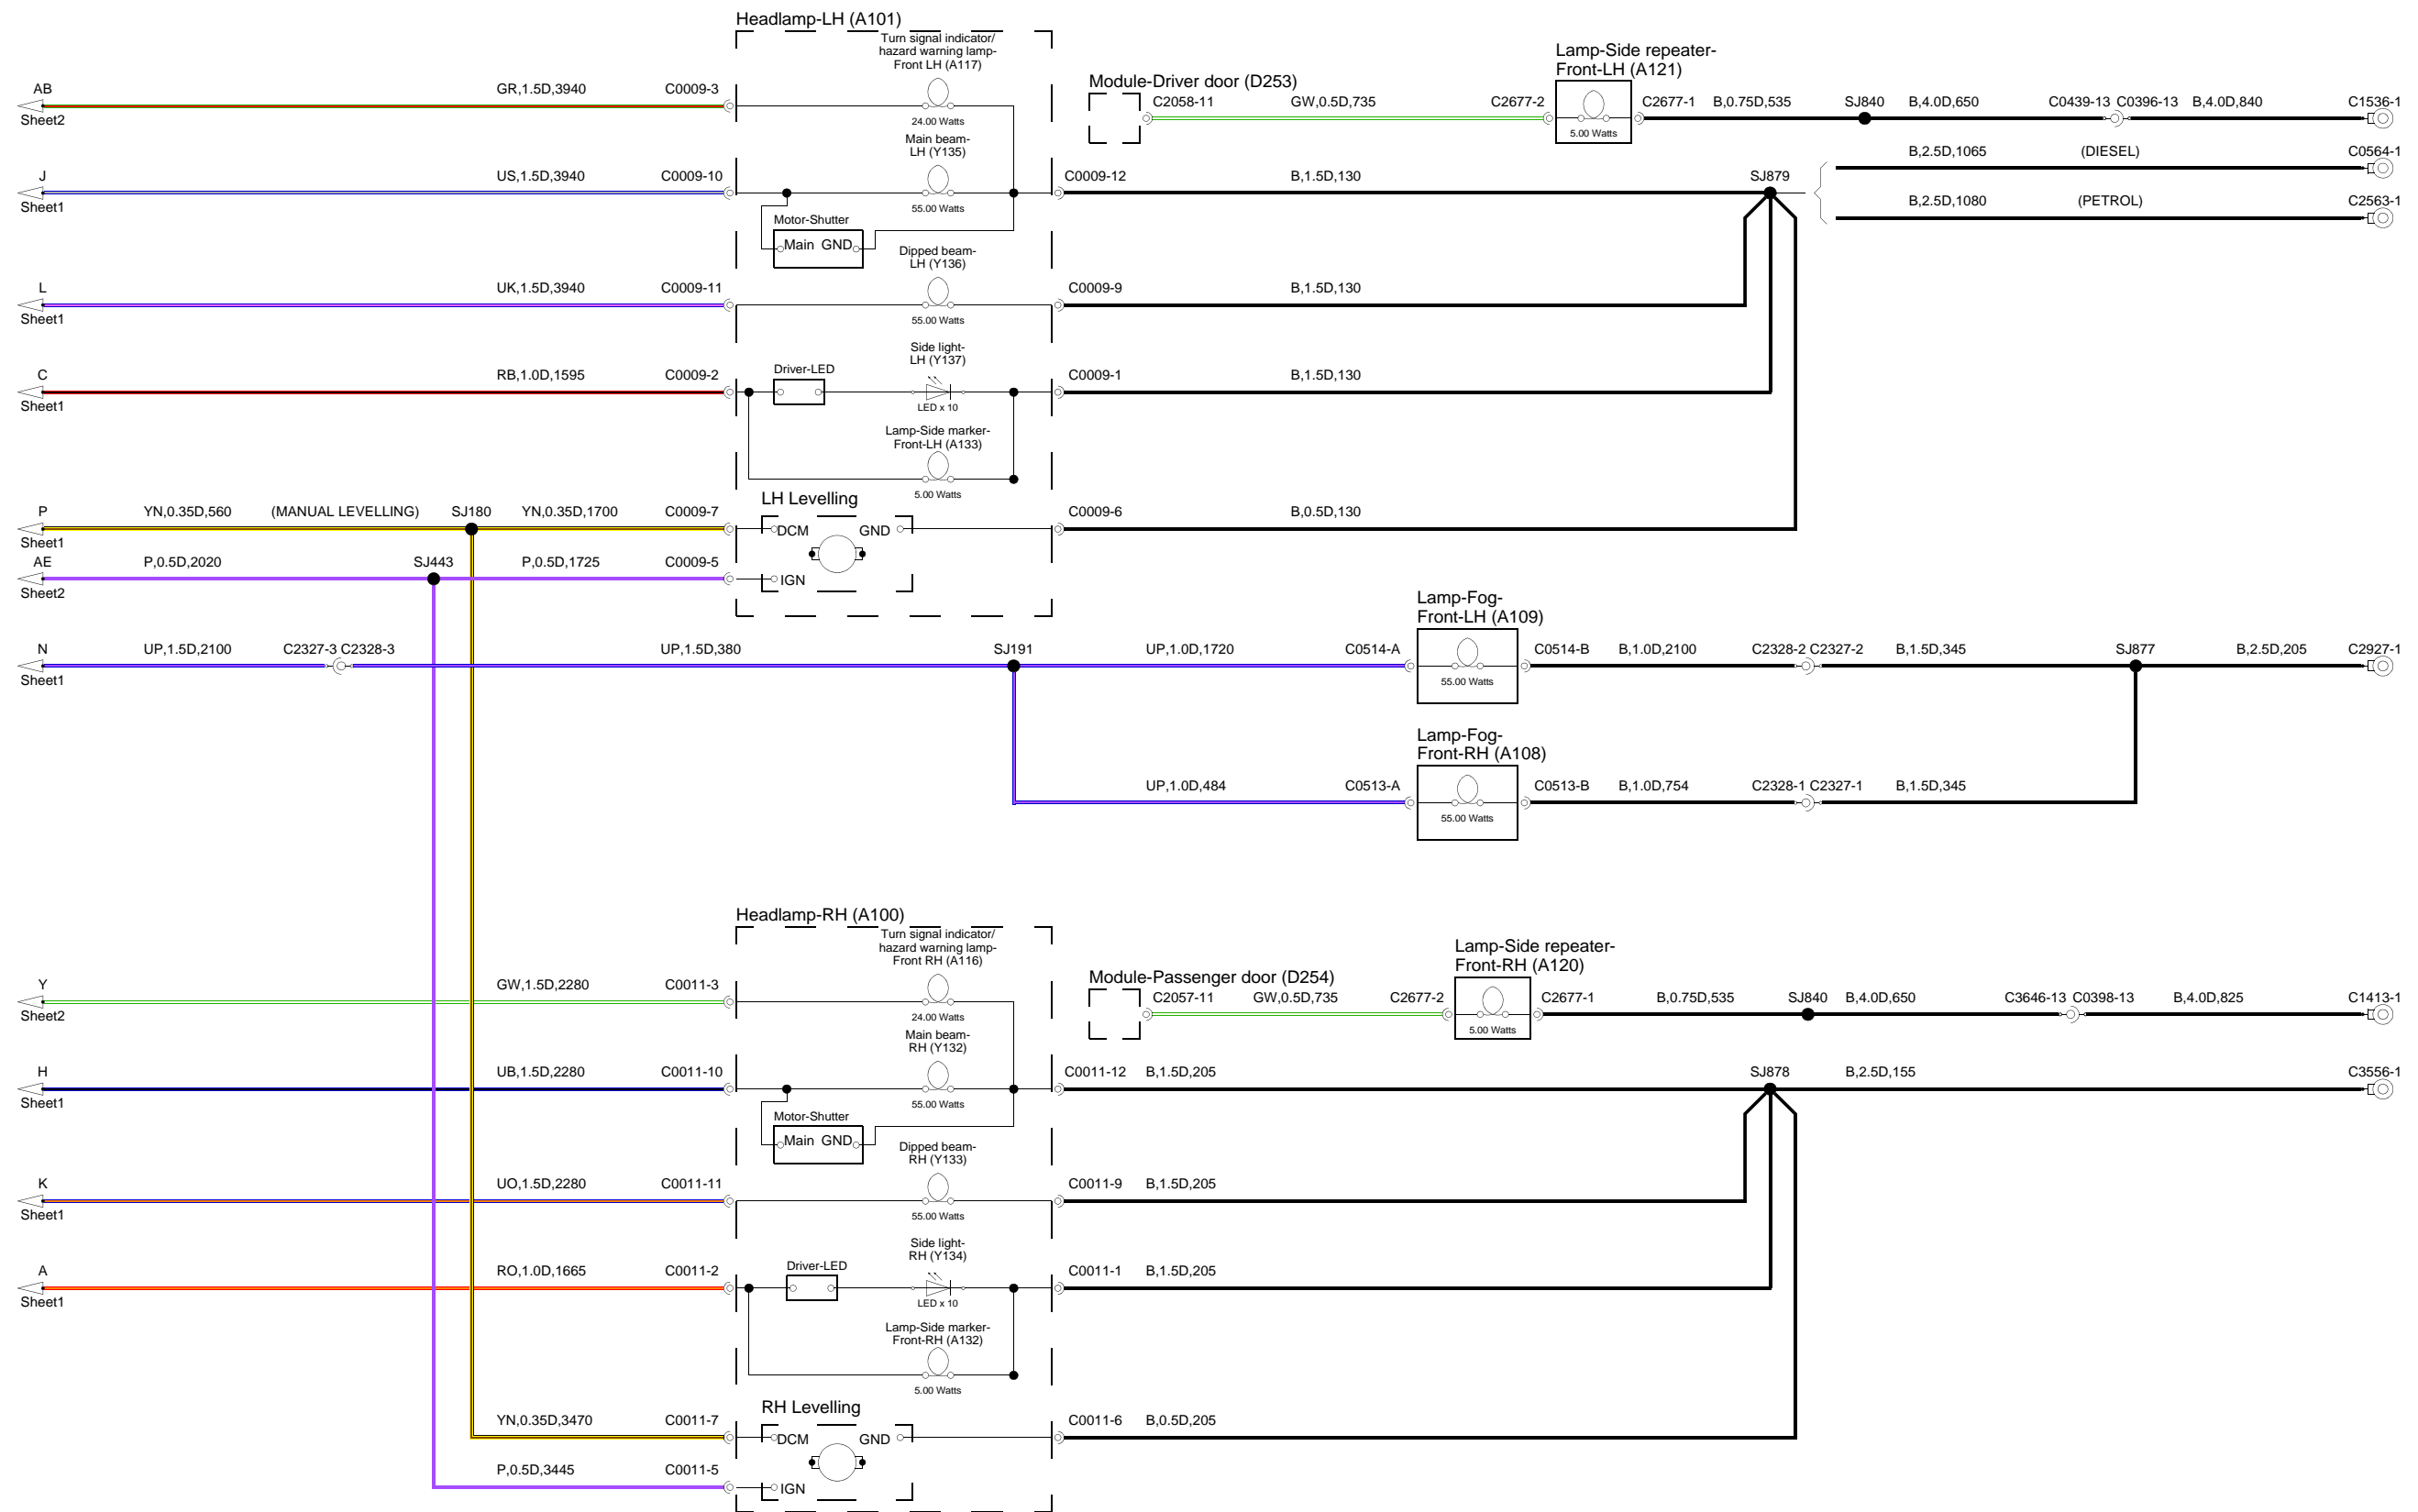 Headlamp-LH (A101)
Turn signal indicator/
hazard warning lamp-
Front LH (A117)
Lamp-Side repeater-
Front-LH (A121)
Module-Driver door (D253)
AB
GR,1.5D,3940
C0009-3
Sheet2
24.00 Watts
C2058-11
GW,0.5D,735
C2677-2
5.00 Watts
C2677-1
B,0.75D,535
SJ840
B,4.0D,650
C0439-13
C0396-13
B,4.0D,840
C1536-1
Main beam-
LH (Y135)
J
US,1.5D,3940
C0009-10
Sheet1
55.00 Watts
C0009-12
B,1.5D,130
SJ879
B,2.5D,1065
(DIESEL)
C0564-1
B,2.5D,1080
(PETROL)
C2563-1
Motor-Shutter
Main GND
Dipped beam-
LH (Y136)
L
UK,1.5D,3940
C0009-11
Sheet1
55.00 Watts
C0009-9
B,1.5D,130
Side light-
LH (Y137)
C
RB,1.0D,1595
C0009-2
Sheet1
Driver-LED
LED x 10
C0009-1
B,1.5D,130
Lamp-Side marker-
Front-LH (A133)
5.00 Watts
LH Levelling
P
YN,0.35D,560
(MANUAL LEVELLING)
SJ180
YN,0.35D,1700
C0009-7
Sheet1
DCM
GND
C0009-6
B,0.5D,130
AE
P,0.5D,2020
SJ443
P,0.5D,1725
C0009-5
Sheet2
IGN
Lamp-Fog-
Front-LH (A109)
N
UP,1.5D,2100
C2327-3 C2328-3
UP,1.5D,380
SJ191
UP,1.0D,1720
C0514-A
Sheet1
55.00 Watts
C0514-B
B,1.0D,2100
C2328-2 C2327-2
B,1.5D,345
SJ877
B,2.5D,205
C2927-1
Lamp-Fog-
Front-RH (A108)
UP,1.0D,484
C0513-A
55.00 Watts
C0513-B
B,1.0D,754
C2328-1 C2327-1
B,1.5D,345
Headlamp-RH (A100)
Turn signal indicator/
hazard warning lamp-
Front RH (A116)
Lamp-Side repeater-
Front-RH (A120)
Module-Passenger door (D254)
Y
GW,1.5D,2280
C0011-3
Sheet2
24.00 Watts
C2057-11
GW,0.5D,735
C2677-2
5.00 Watts
C2677-1
B,0.75D,535
SJ840
B,4.0D,650
C3646-13
C0398-13
B,4.0D,825
C1413-1
Main beam-
RH (Y132)
H
UB,1.5D,2280
C0011-10
Sheet1
55.00 Watts
C0011-12
B,1.5D,205
SJ878
B,2.5D,155
C3556-1
Motor-Shutter
Main GND
Dipped beam-
RH (Y133)
K
UO,1.5D,2280
C0011-11
Sheet1
55.00 Watts
C0011-9
B,1.5D,205
Side light-
RH (Y134)
A
RO,1.0D,1665
C0011-2
Sheet1
Driver-LED
LED x 10
C0011-1
B,1.5D,205
Lamp-Side marker-
Front-RH (A132)
5.00 Watts
RH Levelling
YN,0.35D,3470
C0011-7
DCM
GND
C0011-6
B,0.5D,205
P,0.5D,3445
C0011-5
IGN